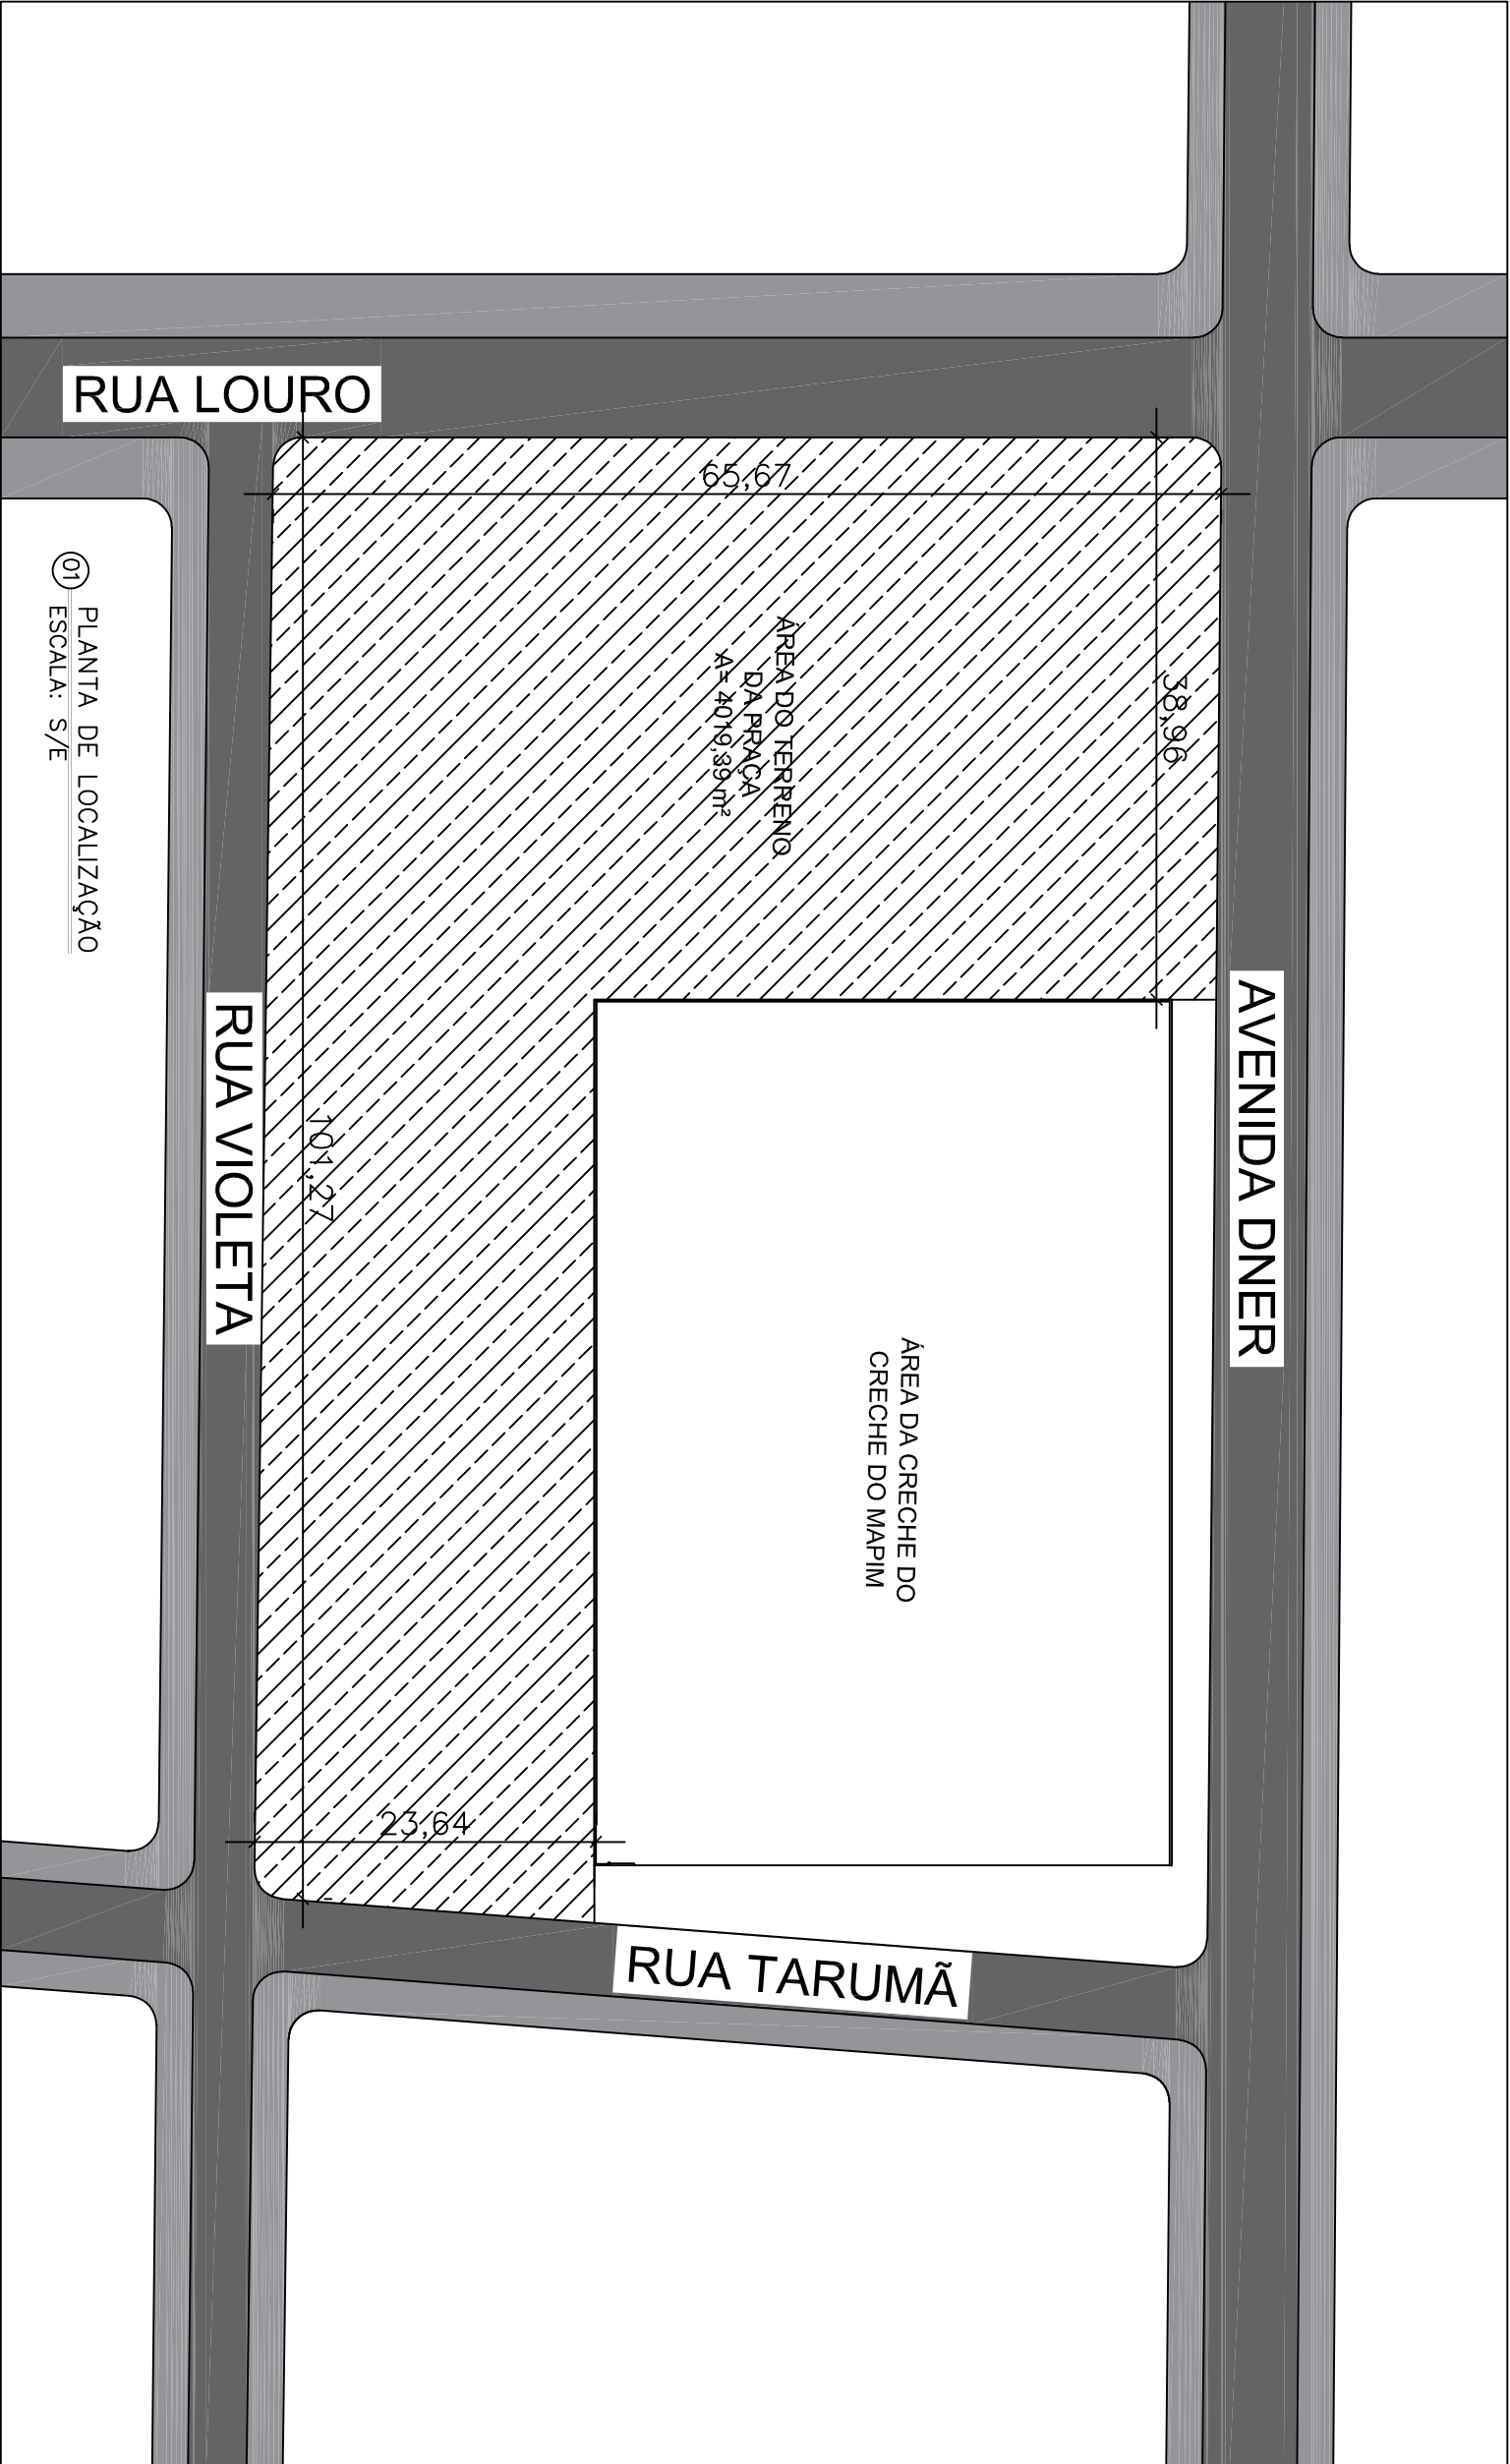 RUA LOURO
65,67
38,96
ÁREA DO TERRENO
DA PRAÇA
A= 4019,39 m²
01
PLANTA DE LOCALIZAÇÃO
ESCALA: S/E
RUA VIOLETA
101,27
AVENIDA DNER
ÁREA DA CRECHE DO
CRECHE DO MAPIM
23,64
RUA TARUMÃ